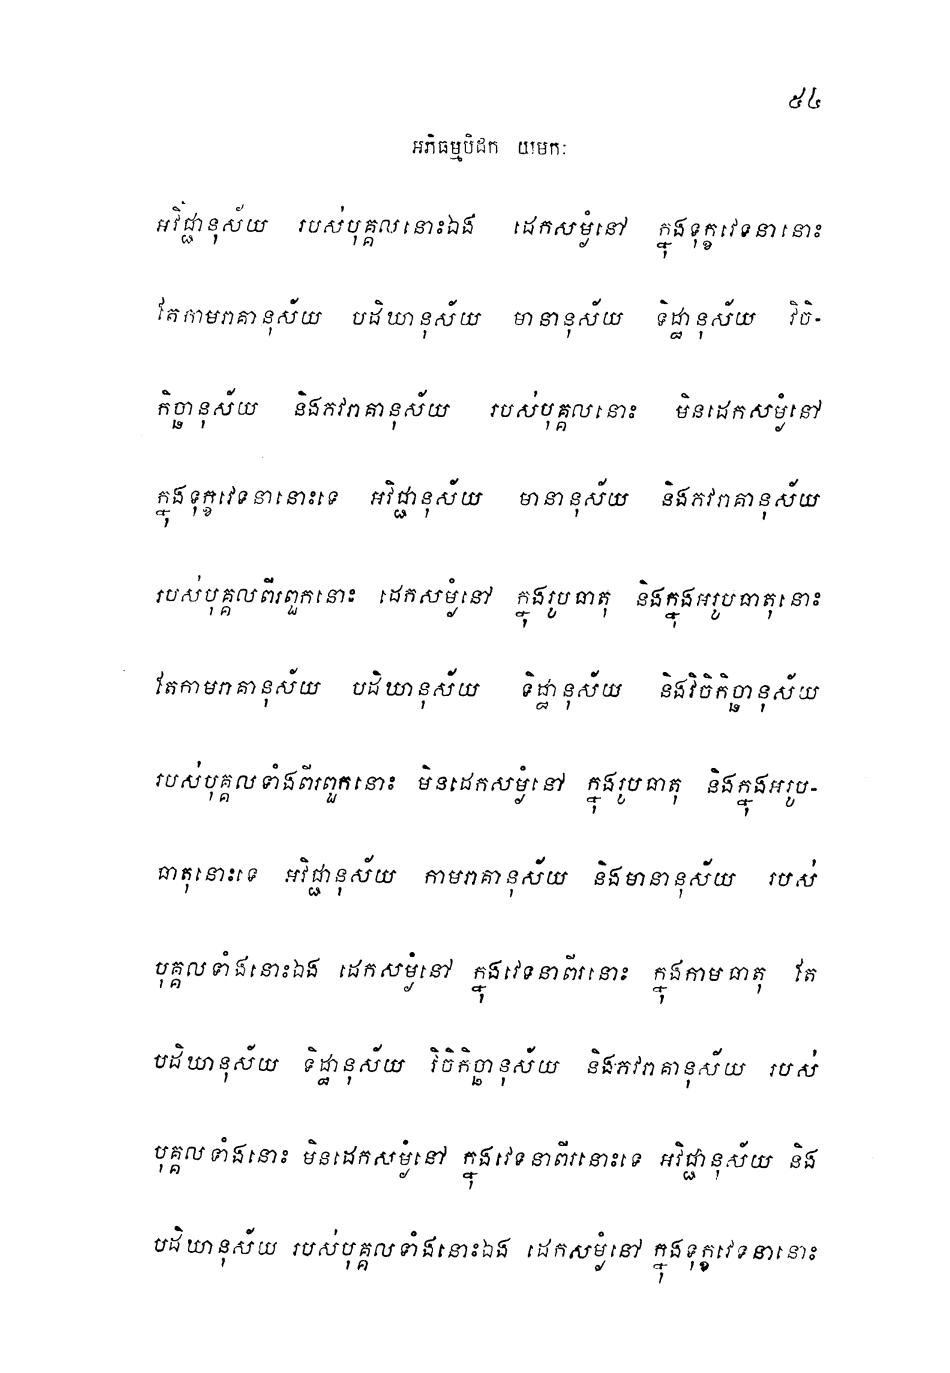 ៥៤
អភិធម្មបិដក យមកៈ
អវិជ្ជានុស័យ របស់បុគ្គលនោះឯង ដេកសម្ងំនៅ ក្នុងទុក្ខវេទនានោះ
តែកាមរាគានុស័យ បដិឃានុស័យ មានានុស័យ ទិដ្ឋានុស័យ វិចិ-
កិច្ឆានុស័យ និងភវរាគានុស័យ របស់បុគ្គលនោះ មិនដេកសម្ងំនៅ
ក្នុងទុក្ខវេទនានោះទេ អវិជ្ជានុស័យ មានានុស័យ និងភវរាគានុស័យ
របស់បុគ្គលពីរពួកនោះ ដេកសម្ងំនៅ ក្នុងរូបធាតុ និងក្នុងអរូបធាតុនោះ
តែកាមរាគានុស័យ បដិឃានុស័យ ទិដ្ឋានុស័យ និងវិចិកិច្ឆានុស័យ
របស់បុគ្គលទាំងពីរពួកនោះ មិនដេកសម្ងំនៅ ក្នុងរូបធាតុ និងក្នុងអរូប-
ធាតុនោះទេ អវិជ្ជានុស័យ កាមរាគានុស័យ និងមានានុស័យ របស់
បុគ្គលទាំងនោះឯង ដេកសម្ងំនៅ ក្នុងវេទនាពីរនោះ ក្នុងកាមធាតុ តែ
បដិឃានុស័យ ទិដ្ឋានុស័យ វិចិកិច្ឆានុស័យ និងភវរាគានុស័យ របស់
បុគ្គលទាំងនោះ មិនដេកសម្ងំនៅ ក្នុងវេទនាពីរនោះទេ អវិជ្ជានុស័យ និង
បដិឃានុស័យ របស់បុគ្គលទាំងនោះឯង ដេកសម្ងំនៅ ក្នុងទុក្ខវេទនានោះ